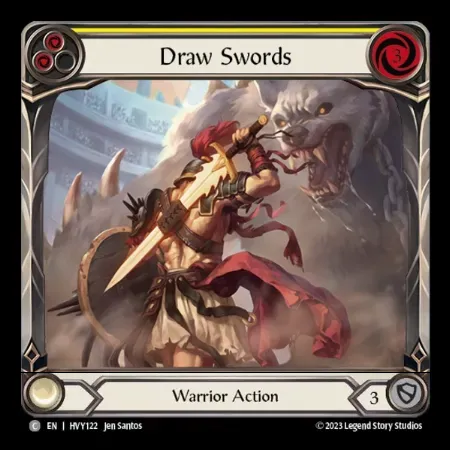 Draw Swords
3
Warrior Action
3
C EN | HVY122 Jen Santos
©2023 Legend Story Studios